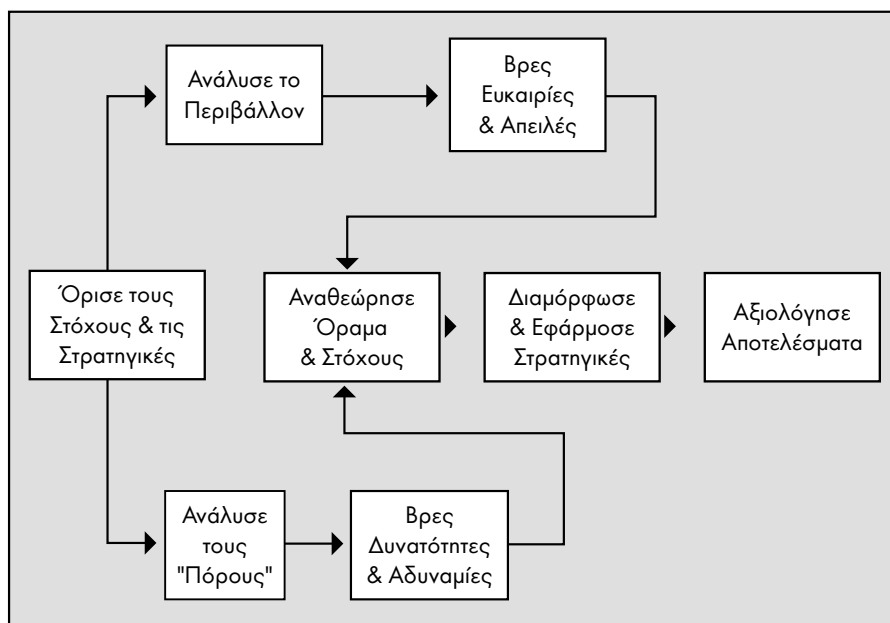 Ανάλυσε το
Περιβάλλον
Βρες
Ευκαιρίες
& Απειλές
Όρισε τους
Στόχους & τις
Στρατηγικές
Αναθεώρησε
Όραμα
& Στόχους
Διαμόρφωσε
& Εφάρμοσε
Στρατηγικές
Αξιολόγησε
Αποτελέσματα
Ανάλυσε
τους
"Πόρους"
Βρες
Δυνατότητες
& Αδυναμίες